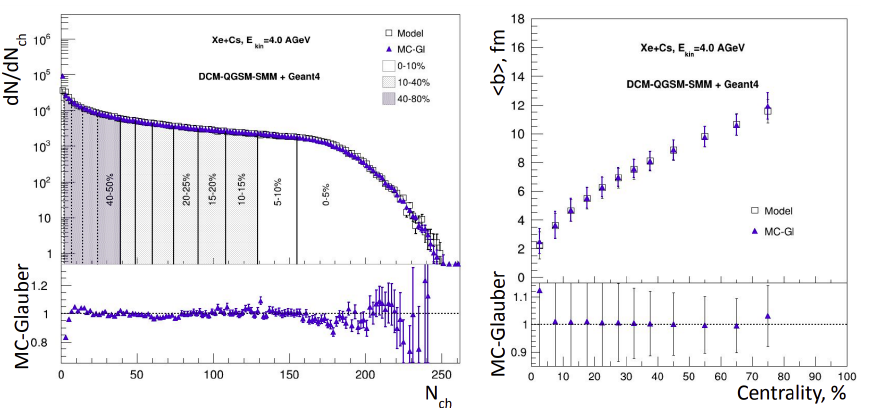 dN/dN_ch
10^6
10^5
10^4
10^3
10^2
10
1
Xe+Cs, E_kin=4.0 AGeV
DCM-QGSM-SMM + Geant4
Model
MC-Gl
0-10%
10-40%
40-80%
40-50%
20-25%
15-20%
10-15%
5-10%
0-5%
MC-Glauber
1.2
1
0.8
0 50 100 150 200 250
N_ch
<b>, fm
18
16
14
12
10
8
6
4
2
0
Xe+Cs, E_kin=4.0 AGeV
DCM-QGSM-SMM + Geant4
Model
MC-Gl
MC-Glauber
1.1
1
0.9
0 10 20 30 40 50 60 70 80 90 100
Centrality, %